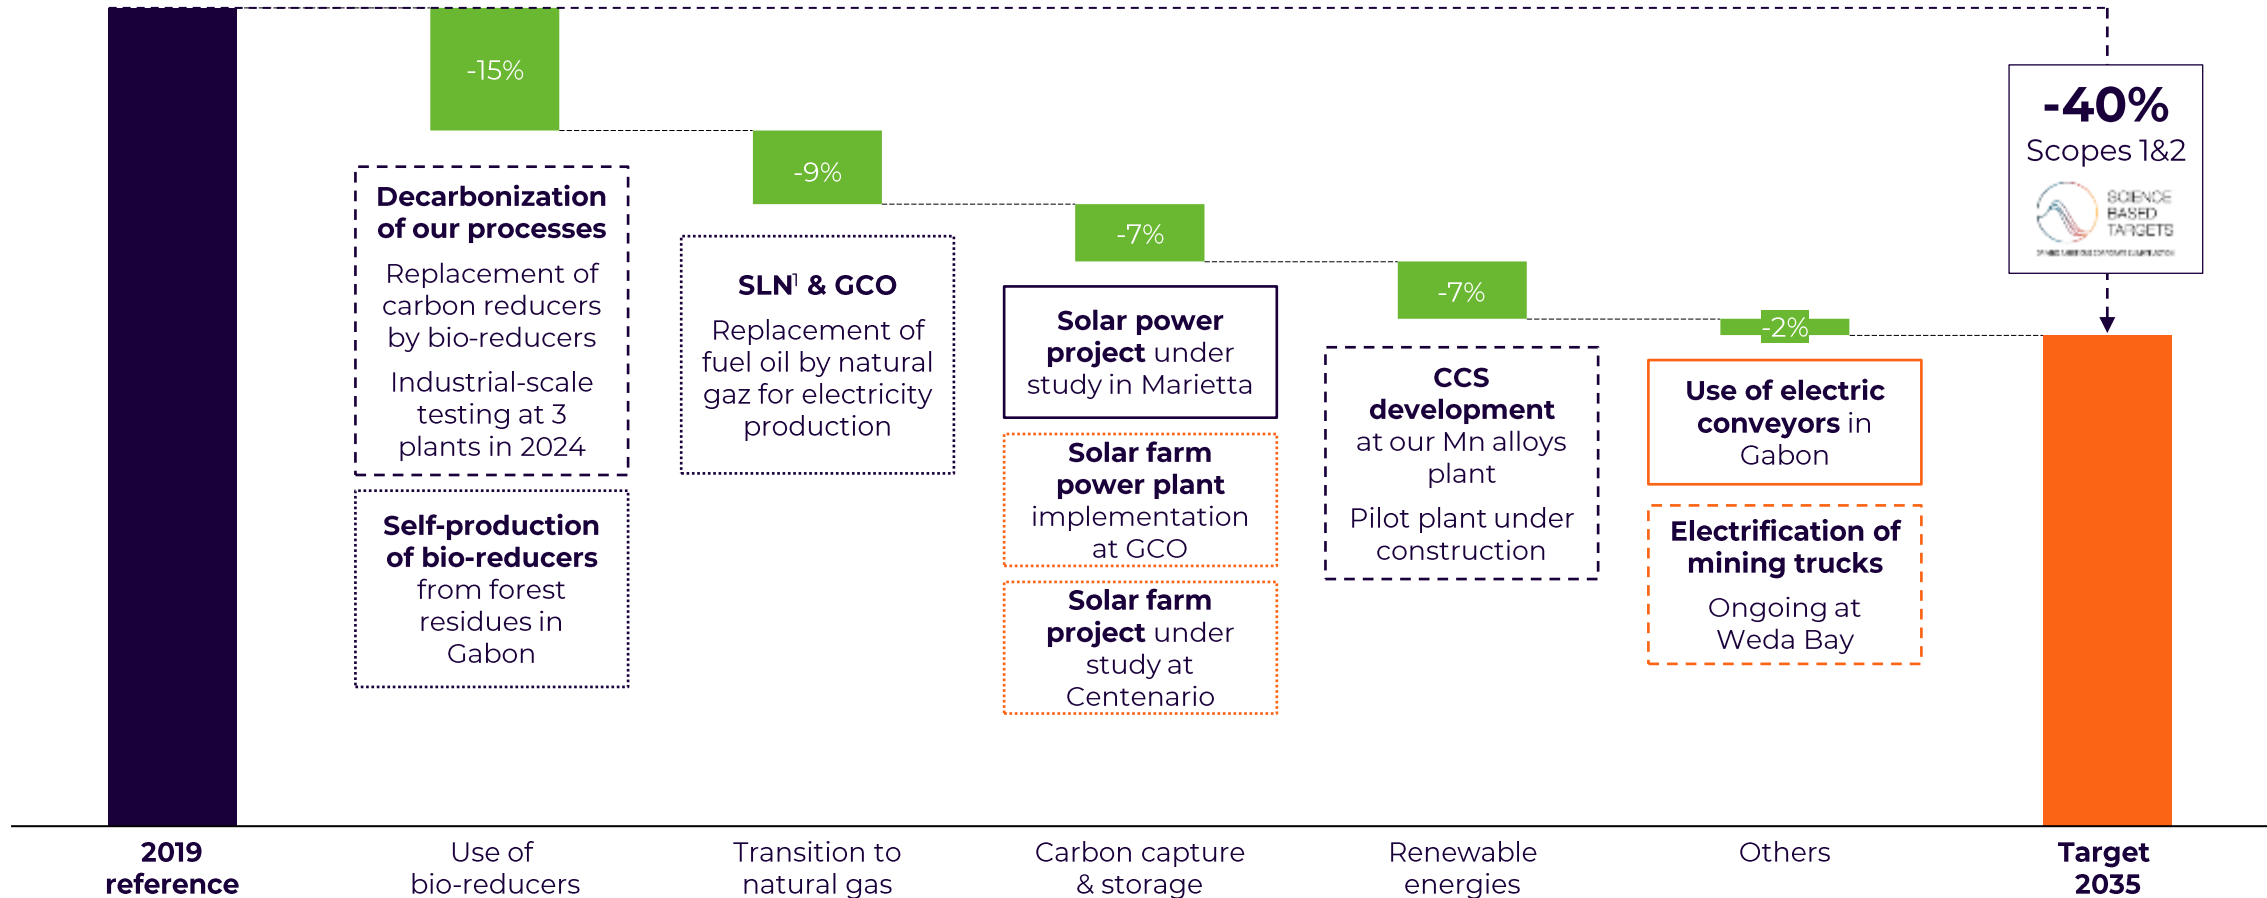 -15%
-9%
-7%
-7%
-2%
-40%
Scopes 1&2
SCIENCE
BASED
TARGETS
Decarbonization
of our processes
Replacement of
carbon reducers
by bio-reducers
Industrial-scale
testing at 3
plants in 2024
Self-production
of bio-reducers
from forest
residues in
Gabon
SLN¹ & GCO
Replacement of
fuel oil by natural
gaz for electricity
production
Solar power
project under
study in Marietta
Solar farm
power plant
implementation
at GCO
Solar farm
project under
study at
Centenario
CCS
development
at our Mn alloys
plant
Pilot plant under
construction
Use of electric
conveyors in
Gabon
Electrification of
mining trucks
Ongoing at
Weda Bay
2019
reference
Use of
bio-reducers
Transition to
natural gas
Carbon capture
& storage
Renewable
energies
Others
Target
2035